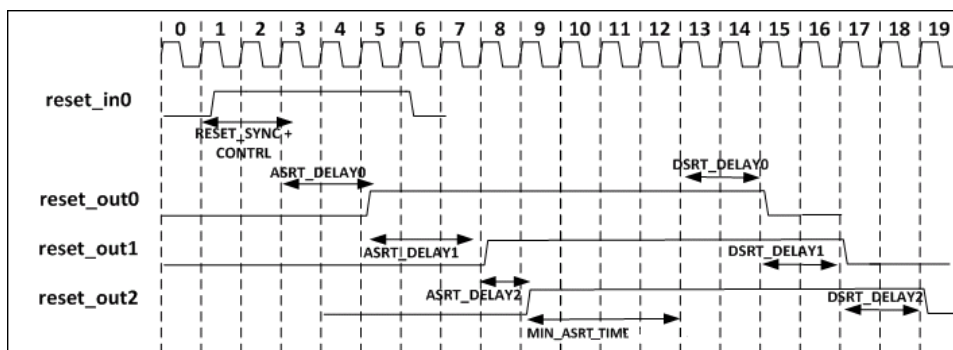 0 1 2 3 4 5 6 7 8 9 10 11 12 13 14 15 16 17 18 19
reset_in0
RESET_SYNC +
CONTRL
ASRT_DELAY0
DSRT_DELAY0
reset_out0
reset_out1
ASRT_DELAY1
DSRT_DELAY1
reset_out2
ASRT_DELAY2
DSRT_DELAY2
MIN_ASRT_TIME